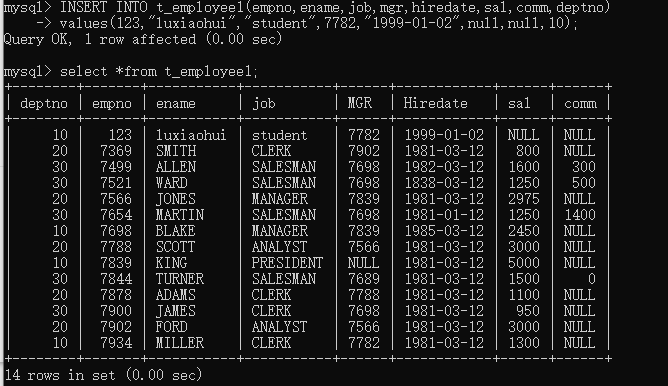 mysql> INSERT INTO t_employee1(empno,ename,job,mgr,hiredate,sal,comm,deptno)
    -> values(123,"luxiaohui","student",7782,"1999-01-02",null,null,10);
Query OK, 1 row affected (0.00 sec)
mysql> select *from t_employee1;
+--------+-------+-----------+-----------+------+------------+------+------+
| deptno | empno | ename     | job       | MGR  | Hiredate   | sal  | comm |
+--------+-------+-----------+-----------+------+------------+------+------+
|     10 |   123 | luxiaohui | student   | 7782 | 1999-01-02 | NULL | NULL |
|     20 |  7369 | SMITH     | CLERK     | 7902 | 1981-03-12 |  800 | NULL |
|     30 |  7499 | ALLEN     | SALESMAN  | 7698 | 1982-03-12 | 1600 |  300 |
|     30 |  7521 | WARD      | SALESMAN  | 7698 | 1838-03-12 | 1250 |  500 |
|     20 |  7566 | JONES     | MANAGER   | 7839 | 1981-03-12 | 2975 | NULL |
|     30 |  7654 | MARTIN    | SALESMAN  | 7698 | 1981-01-12 | 1250 | 1400 |
|     10 |  7698 | BLAKE     | MANAGER   | 7839 | 1985-03-12 | 2450 | NULL |
|     20 |  7788 | SCOTT     | ANALYST   | 7566 | 1981-03-12 | 3000 | NULL |
|     10 |  7839 | KING      | PRESIDENT | NULL | 1981-03-12 | 5000 | NULL |
|     30 |  7844 | TURNER    | SALESMAN  | 7689 | 1981-03-12 | 1500 |    0 |
|     20 |  7878 | ADAMS     | CLERK     | 7788 | 1981-03-12 | 1100 | NULL |
|     30 |  7900 | JAMES     | CLERK     | 7698 | 1981-03-12 |  950 | NULL |
|     20 |  7902 | FORD      | ANALYST   | 7566 | 1981-03-12 | 3000 | NULL |
|     10 |  7934 | MILLER    | CLERK     | 7782 | 1981-03-12 | 1300 | NULL |
+--------+-------+-----------+-----------+------+------------+------+------+
14 rows in set (0.00 sec)